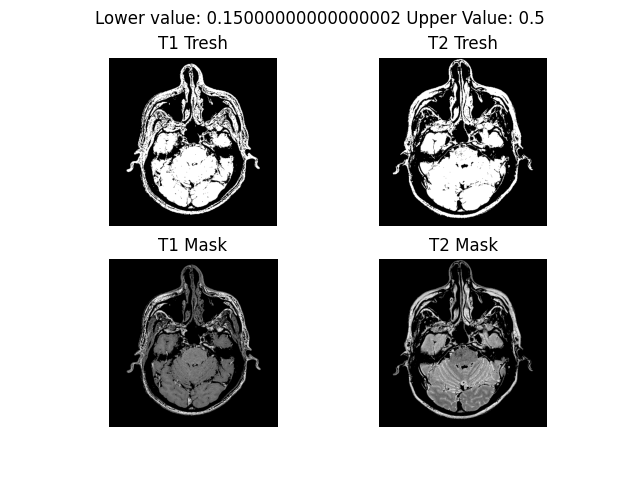 Lower value: 0.15000000000000002 Upper Value: 0.5
T1 Tresh
T2 Tresh
T1 Mask
T2 Mask